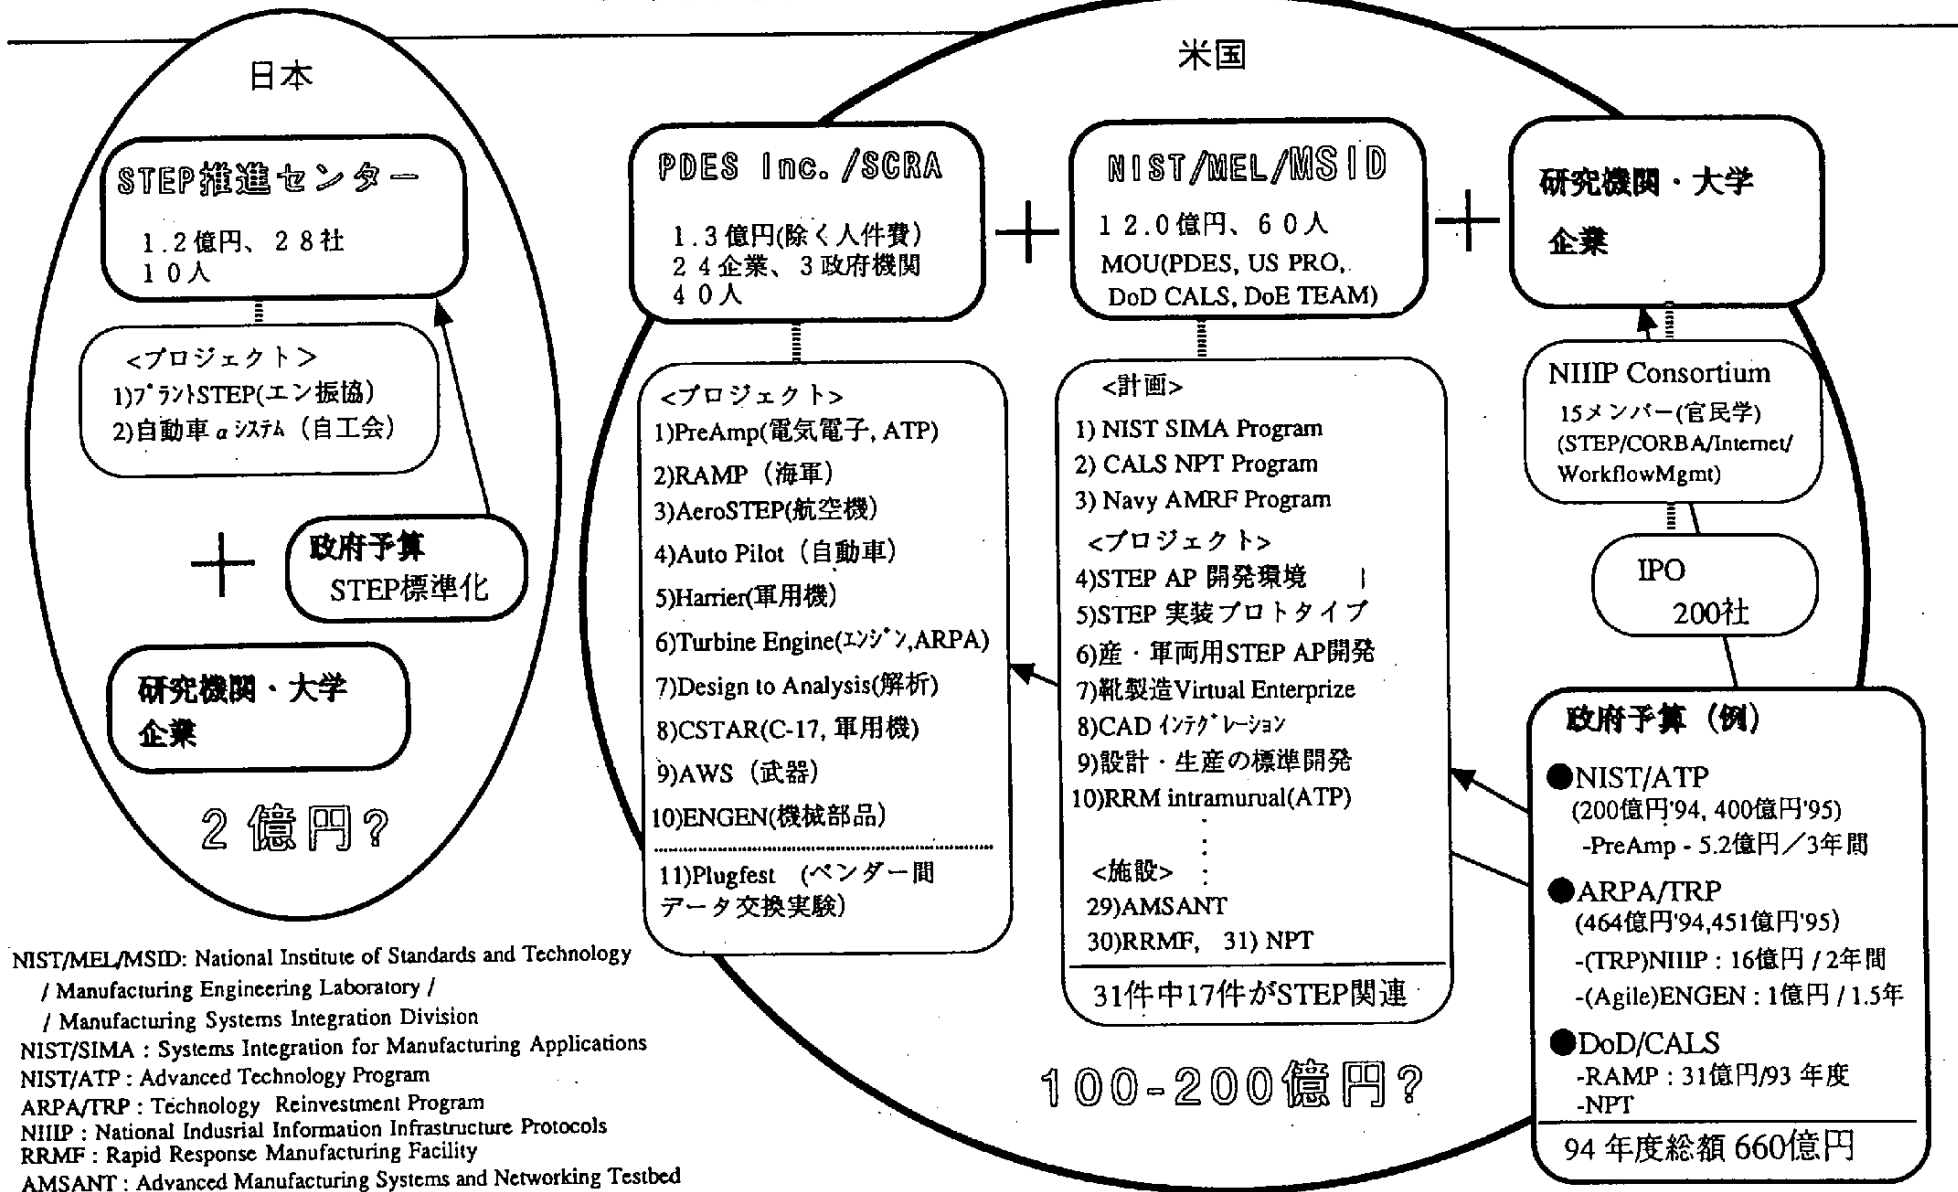 日本
STEP推進センター
1.2億円、28社
10人
<プロジェクト>
1)プラントSTEP(エン振協)
2)自動車αシステム（自工会）
＋
政府予算
STEP標準化
研究機関・大学
企業
2億円?
米国
PDES Inc./SCRA
1.3億円(除く人件費)
24企業、3政府機関
40人
<プロジェクト>
1)PreAmp(電気電子, ATP)
2)RAMP（海軍）
3)AeroSTEP(航空機)
4)Auto Pilot（自動車）
5)Harrier(軍用機)
6)Turbine Engine(エンジン,ARPA)
7)Design to Analysis(解析)
8)CSTAR(C-17, 軍用機)
9)AWS（武器）
10)ENGEN(機械部品)
11)Plugfest （ベンダー間
データ交換実験）
＋
NIST/MEL/MSID
12.0億円、60人
MOU(PDES, US PRO,
DoD CALS, DoE TEAM)
<計画>
1) NIST SIMA Program
2) CALS NPT Program
3) Navy AMRF Program
<プロジェクト>
4)STEP AP 開発環境
5)STEP 実装プロトタイプ
6)産・軍両用STEP AP開発
7)靴製造Virtual Enterprize
8)CAD インテグレーション
9)設計・生産の標準開発
10)RRM intramurual(ATP)
<施設>
29)AMSANT
30)RRMF, 31) NPT
31件中17件がSTEP関連
＋
研究機関・大学
企業
NIIIP Consortium
15メンバー(官民学)
(STEP/CORBA/Internet/
WorkflowMgmt)
IPO
200社
政府予算（例）
●NIST/ATP
(200億円'94, 400億円'95)
-PreAmp - 5.2億円／3年間
●ARPA/TRP
(464億円'94,451億円'95)
-(TRP)NIIIP : 16億円 / 2年間
-(Agile)ENGEN : 1億円 / 1.5年
●DoD/CALS
-RAMP : 31億円/93 年度
-NPT
94 年度総額 660億円
100-200億円?
NIST/MEL/MSID: National Institute of Standards and Technology
/ Manufacturing Engineering Laboratory /
/ Manufacturing Systems Integration Division
NIST/SIMA : Systems Integration for Manufacturing Applications
NIST/ATP : Advanced Technology Program
ARPA/TRP : Technology Reinvestment Program
NIIIP : National Indusrial Information Infrastructure Protocols
RRMF : Rapid Response Manufacturing Facility
AMSANT : Advanced Manufacturing Systems and Networking Testbed